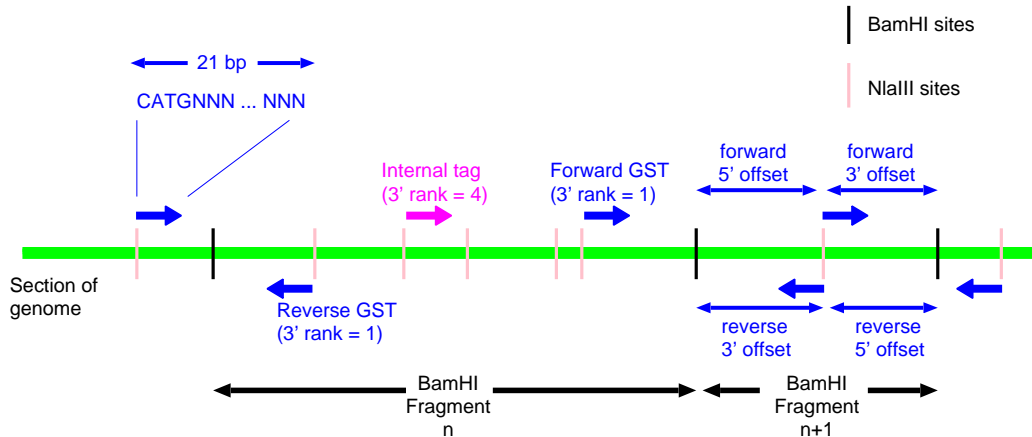 BamHI sites
NlaIII sites
21 bp
CATGNNN ... NNN
Internal tag
(3' rank = 4)
Forward GST
(3' rank = 1)
forward
5' offset
forward
3' offset
Section of
genome
Reverse GST
(3' rank = 1)
reverse
3' offset
reverse
5' offset
BamHI
Fragment
n
BamHI
Fragment
n+1